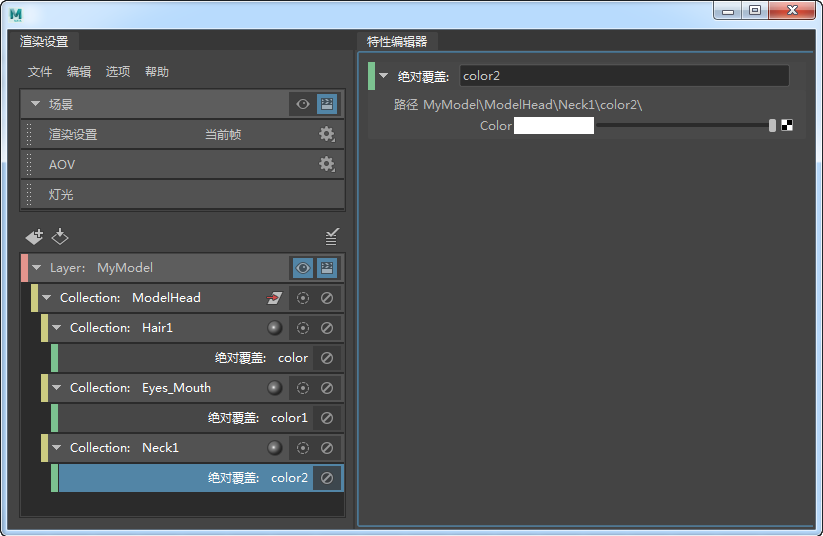 渲染设置
文件 编辑 选项 帮助
场景
渲染设置 当前帧
AOV
灯光
Layer: MyModel
Collection: ModelHead
Collection: Hair1
绝对覆盖: color
Collection: Eyes_Mouth
绝对覆盖: color1
Collection: Neck1
绝对覆盖: color2
特性编辑器
绝对覆盖: color2
路径 MyModel\ModelHead\Neck1\color2\
Color